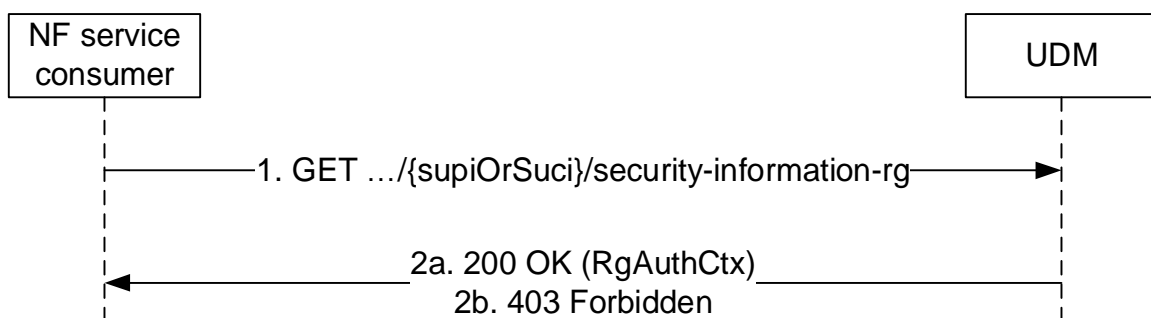 NF service
consumer
UDM
1. GET …/{supiOrSuci}/security-information-rg
2a. 200 OK (RgAuthCtx)
2b. 403 Forbidden